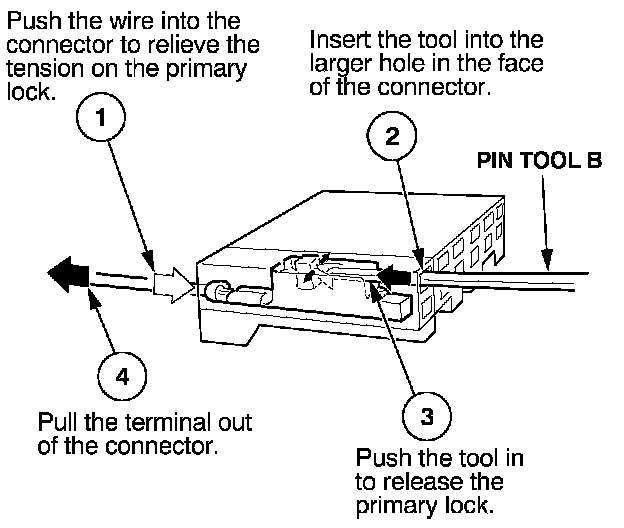 Push the wire into the
connector to relieve the
tension on the primary
lock.
1
Insert the tool into the
larger hole in the face
of the connector.
2
PIN TOOL B
4
Pull the terminal out
of the connector.
3
Push the tool in
to release the
primary lock.